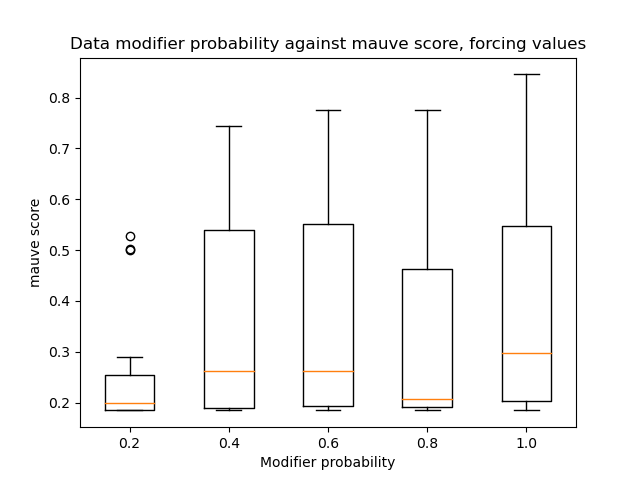 Data modifier probability against mauve score, forcing values
mauve score
0.8
0.7
0.6
0.5
0.4
0.3
0.2
0.2 0.4 0.6 0.8 1.0
Modifier probability